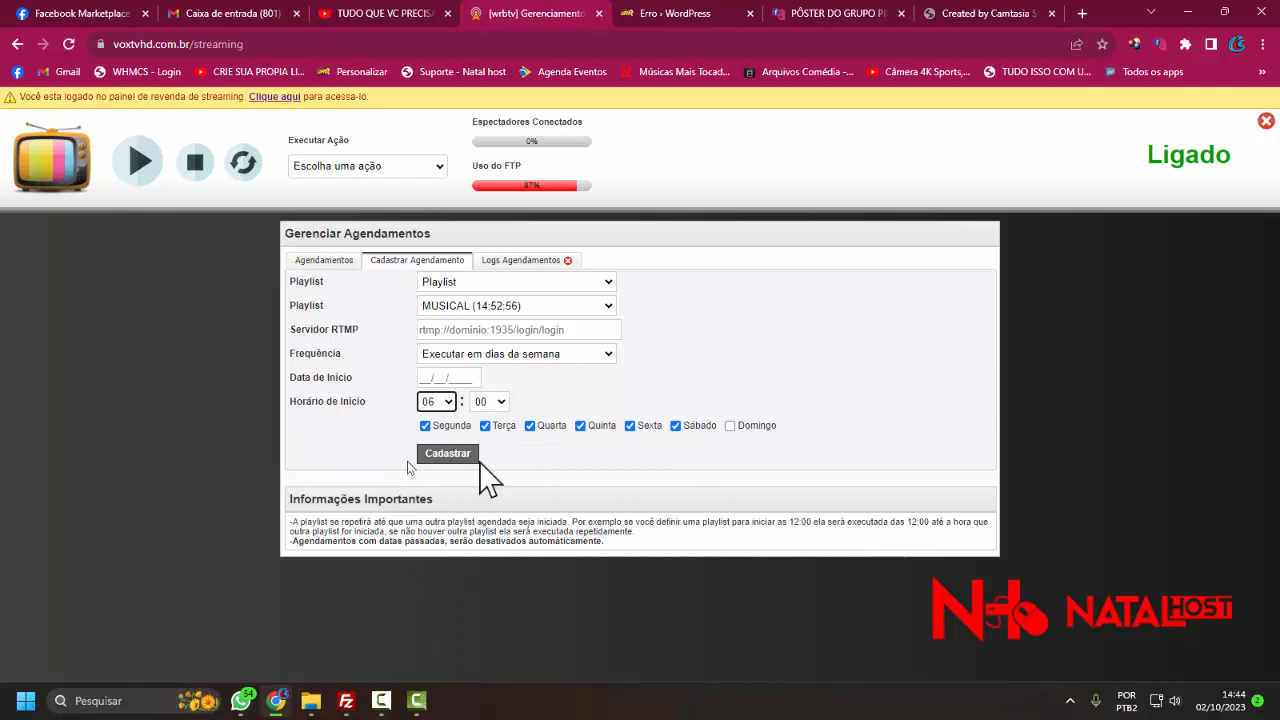 Facebook Marketplace
Caixa de entrada (801)
TUDO QUE VC PRECISA
[wrbtv] Gerenciamento
Erro › WordPress
PÔSTER DO GRUPO PI
Created by Camtasia St
voxtvhd.com.br/streaming
Gmail
WHMCS - Login
CRIE SUA PROPIA LI...
Personalizar
Suporte - Natal host
Agenda Eventos
Músicas Mais Tocad...
Arquivos Comédia -...
Câmera 4K Sports,...
TUDO ISSO COM U...
Todos os apps
»
Você esta logado no painel de revenda de streaming. Clique aqui para acessa-lo.
Executar Ação
Escolha uma ação
Espectadores Conectados
0%
Uso do FTP
87%
Ligado
Gerenciar Agendamentos
Agendamentos
Cadastrar Agendamento
Logs Agendamentos
Playlist
Playlist
Playlist
MUSICAL (14:52:56)
Servidor RTMP
rtmp://dominio:1935/login/login
Frequência
Executar em dias da semana
Data de Início
__/__/____
Horário de Início
06 : 00
Segunda Terça Quarta Quinta Sexta Sábado Domingo
Cadastrar
Informações Importantes
-A playlist se repetirá até que uma outra playlist agendada seja iniciada. Por exemplo se você definir uma playlist para iniciar as 12:00 ela será executada das 12:00 até a hora que
outra playlist for iniciada, se não houver outra playlist ela será executada repetidamente.
-Agendamentos com datas passadas, serão desativados automáticamente.
NH
NATALHOST
Pesquisar
54
POR
PTB2
14:44
02/10/2023
2